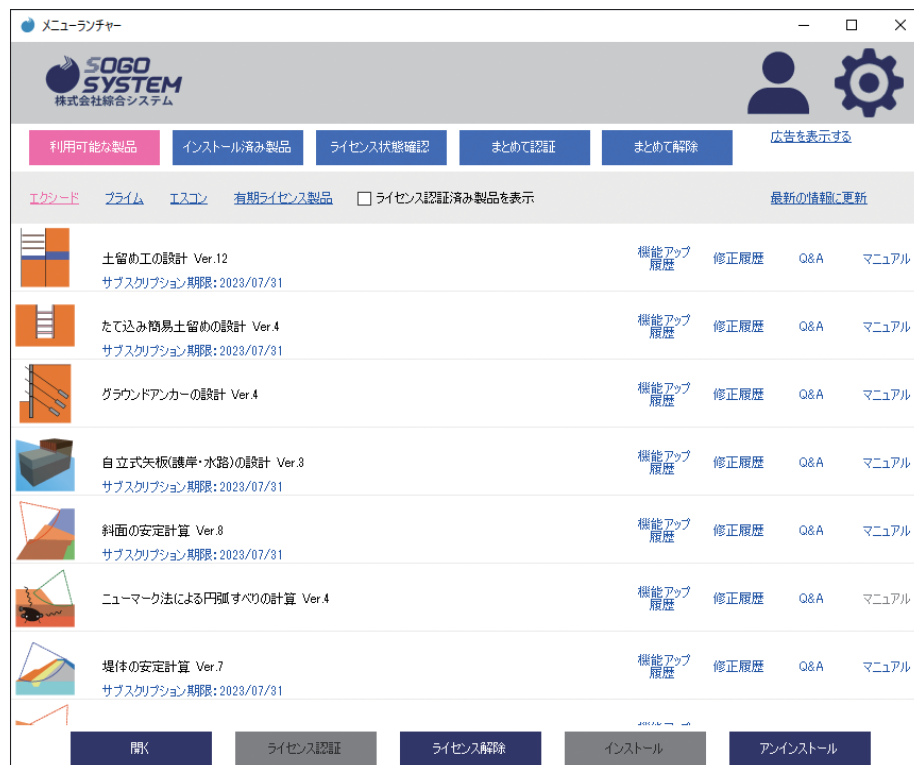 メニューランチャー
SOGO
SYSTEM
株式会社綜合システム
利用可能な製品 インストール済み製品 ライセンス状態確認 まとめて認証 まとめて解除 広告を表示する
エクシード プライム エスコン 有期ライセンス製品 ライセンス認証済み製品を表示 最新の情報に更新
土留め工の設計 Ver.12 機能アップ履歴 修正履歴 Q&A マニュアル
サブスクリプション期限:2023/07/31
たて込み簡易土留めの設計 Ver.4 機能アップ履歴 修正履歴 Q&A マニュアル
サブスクリプション期限:2023/07/31
グラウンドアンカーの設計 Ver.4 機能アップ履歴 修正履歴 Q&A マニュアル
自立式矢板(護岸・水路)の設計 Ver.3 機能アップ履歴 修正履歴 Q&A マニュアル
サブスクリプション期限:2023/07/31
斜面の安定計算 Ver.8 機能アップ履歴 修正履歴 Q&A マニュアル
サブスクリプション期限:2023/07/31
ニューマーク法による円弧すべりの計算 Ver.4 機能アップ履歴 修正履歴 Q&A マニュアル
堤体の安定計算 Ver.7 機能アップ履歴 修正履歴 Q&A マニュアル
サブスクリプション期限:2023/07/31
開く ライセンス認証 ライセンス解除 インストール アンインストール